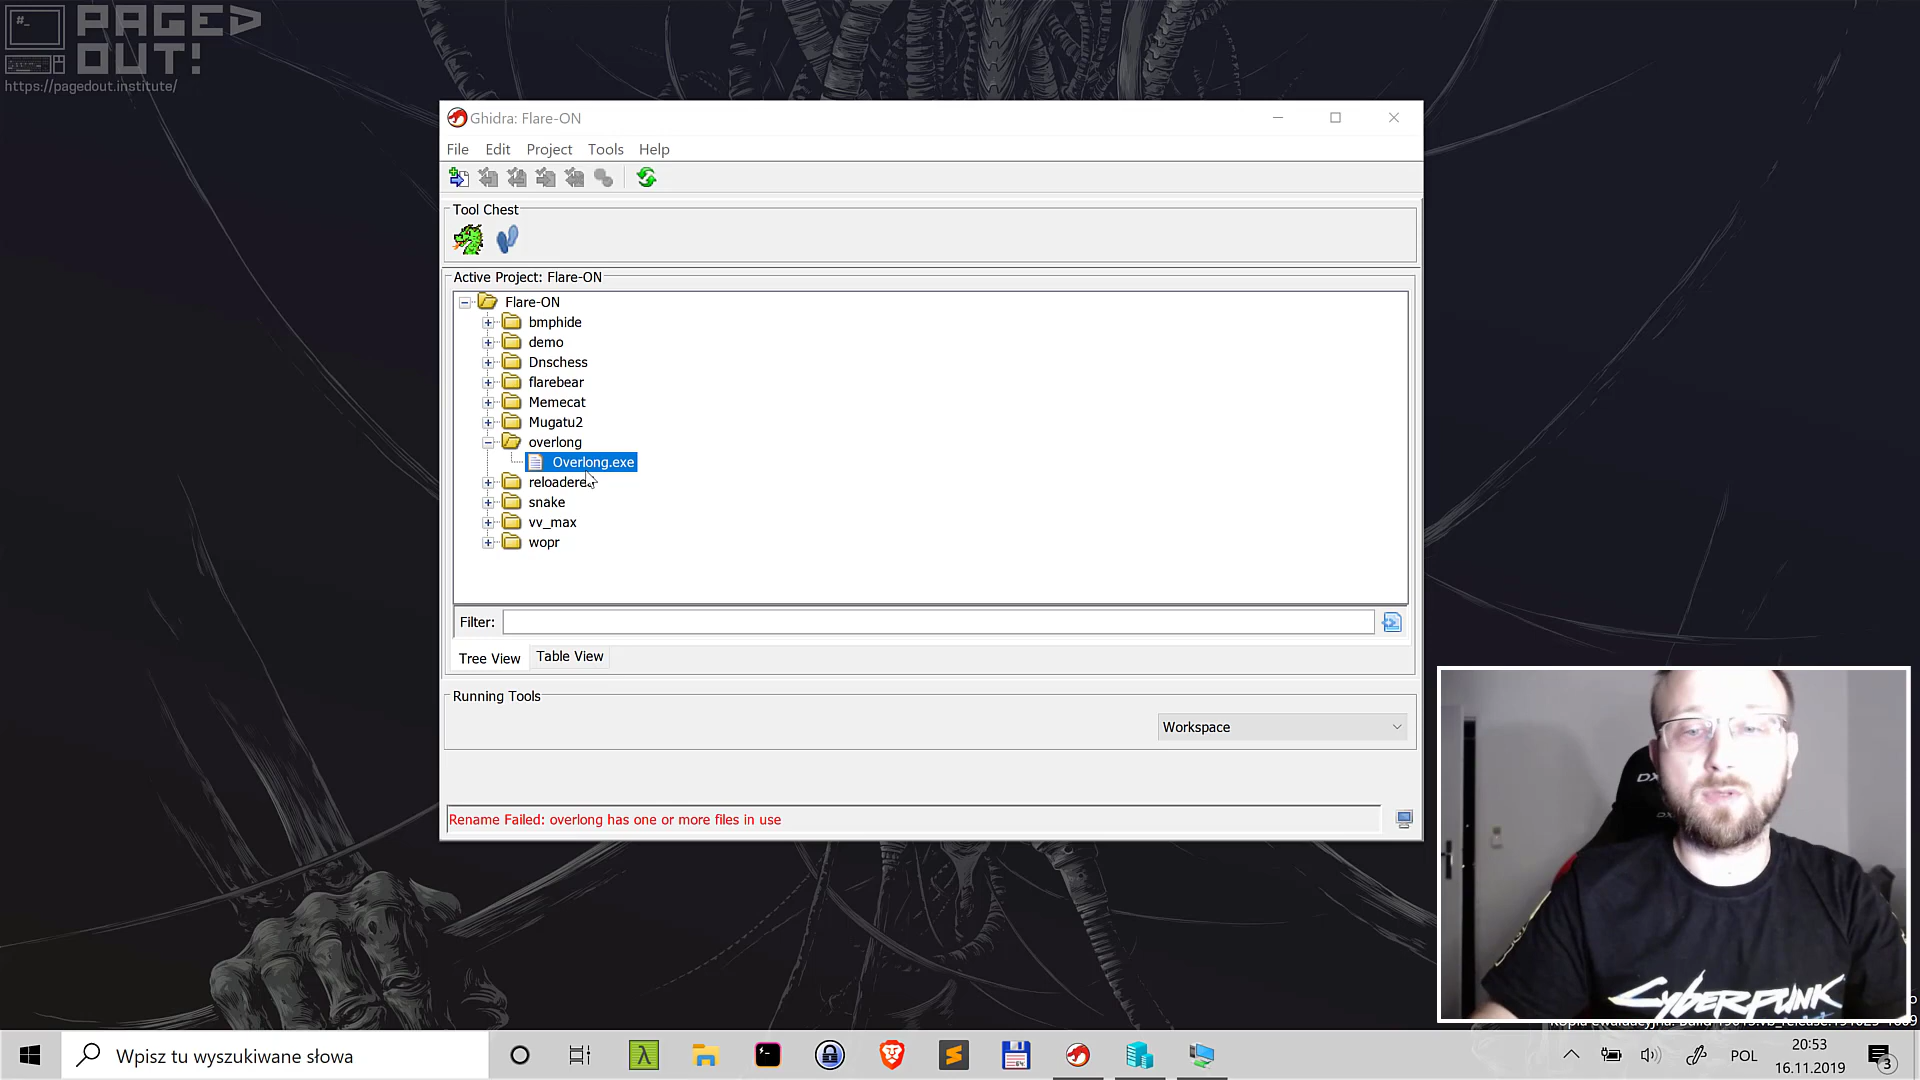 #_
PAGED
OUT!
https://pagedout.institute/
Ghidra: Flare-ON
File Edit Project Tools Help
Tool Chest
Active Project: Flare-ON
Flare-ON
bmphide
demo
Dnschess
flarebear
Memecat
Mugatu2
overlong
Overlong.exe
snake
vv_max
wopr
Filter:
Tree View Table View
Running Tools
Workspace
Rename Failed: overlong has one or more files in use
CYBERPUNK
Wpisz tu wyszukiwane słowa
POL
20:53
16.11.2019
3